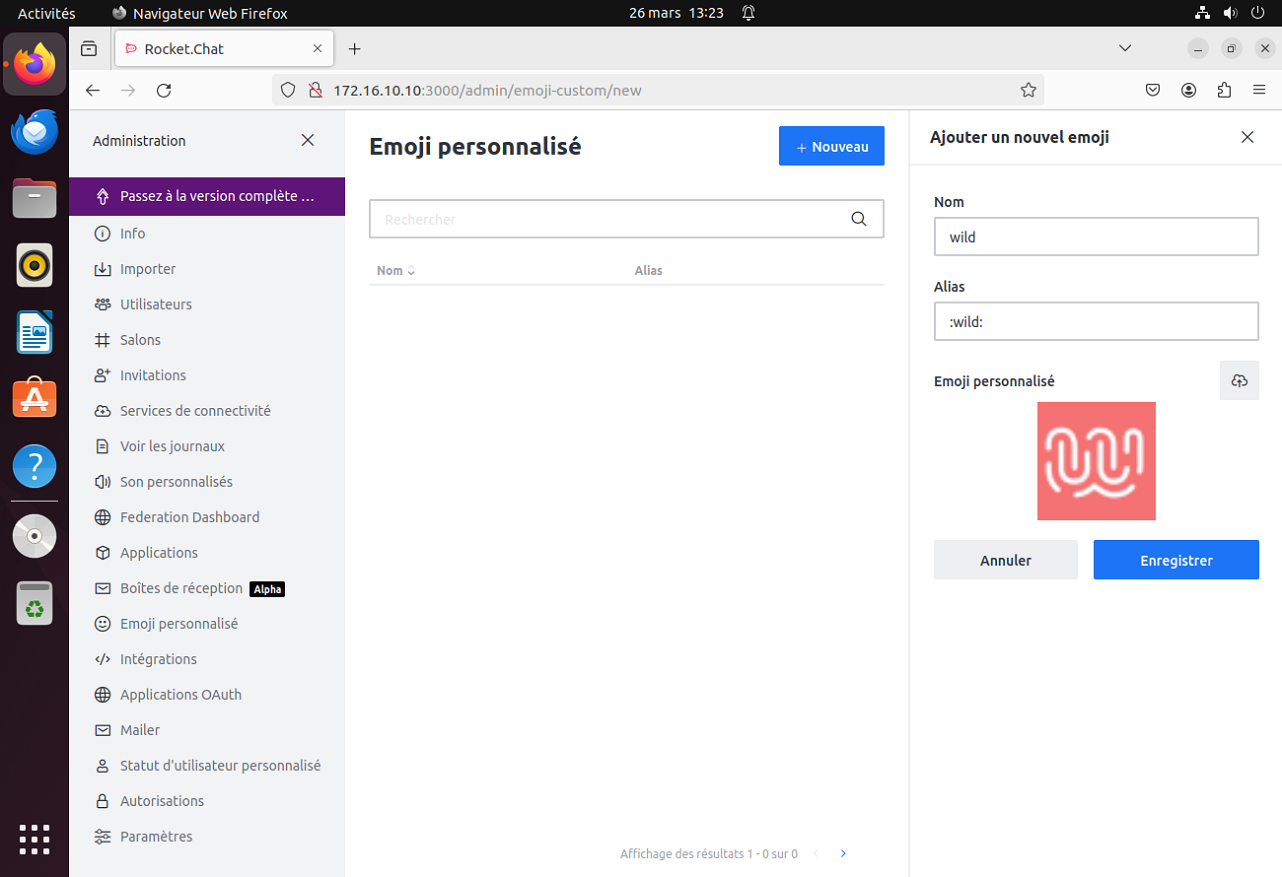 Activités
Navigateur Web Firefox
26 mars 13:23
Rocket.Chat
172.16.10.10:3000/admin/emoji-custom/new
Administration
Passez à la version complète ...
Info
Importer
Utilisateurs
Salons
Invitations
Services de connectivité
Voir les journaux
Son personnalisés
Federation Dashboard
Applications
Boîtes de réception Alpha
Emoji personnalisé
Intégrations
Applications OAuth
Mailer
Statut d'utilisateur personnalisé
Autorisations
Paramètres
Emoji personnalisé
+ Nouveau
Rechercher
Nom Alias
Affichage des résultats 1 - 0 sur 0
Ajouter un nouvel emoji
Nom
wild
Alias
:wild:
Emoji personnalisé
Annuler
Enregistrer